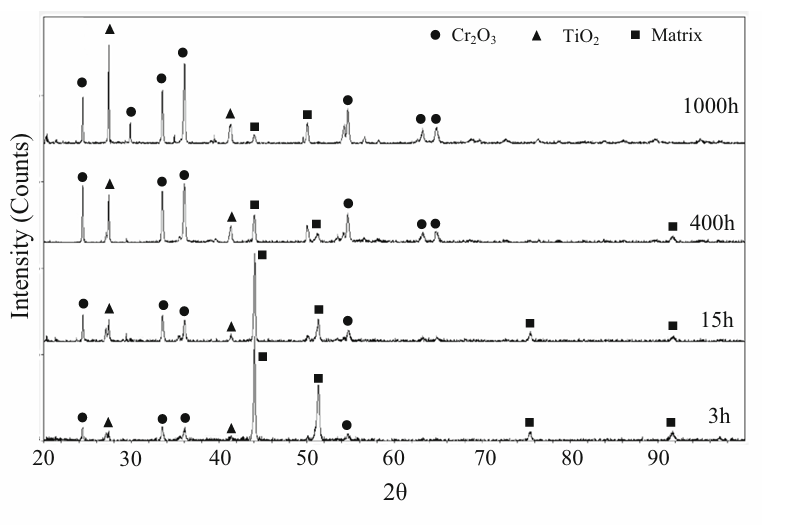 ● Cr₂O₃ ▲ TiO₂ ■ Matrix
1000h
400h
15h
3h
Intensity (Counts)
20 30 40 50 60 70 80 90
2θ